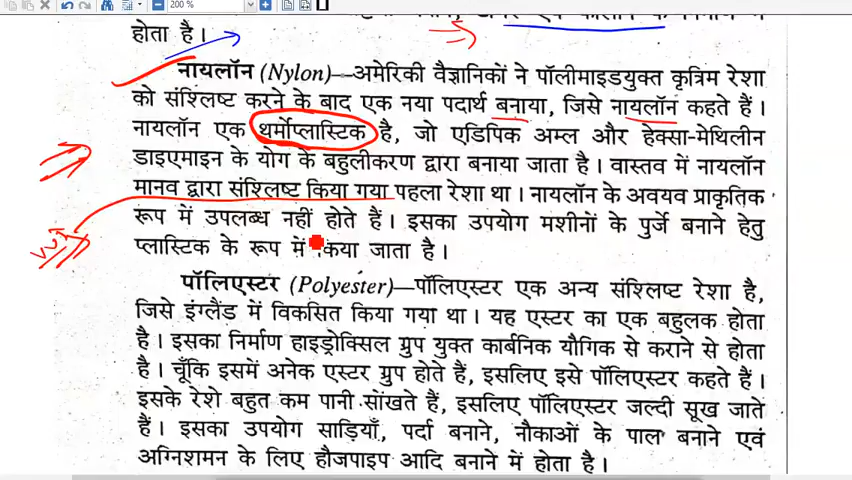 200 %
होता है।
नायलॉन (Nylon)—अमेरिकी वैज्ञानिकों ने पॉलीमाइडयुक्त कृत्रिम रेशा
को संश्लिष्ट करने के बाद एक नया पदार्थ बनाया, जिसे नायलॉन कहते हैं।
नायलॉन एक थर्मोप्लास्टिक है, जो एडिपिक अम्ल और हेक्सा-मेथिलीन
डाइएमाइन के योग के बहुलीकरण द्वारा बनाया जाता है। वास्तव में नायलॉन
मानव द्वारा संश्लिष्ट किया गया पहला रेशा था। नायलॉन के अवयव प्राकृतिक
रूप में उपलब्ध नहीं होते हैं। इसका उपयोग मशीनों के पुर्जे बनाने हेतु
प्लास्टिक के रूप में किया जाता है।
पॉलिएस्टर (Polyester)—पॉलिएस्टर एक अन्य संश्लिष्ट रेशा है,
जिसे इंग्लैंड में विकसित किया गया था। यह एस्टर का एक बहुलक होता
है। इसका निर्माण हाइड्रोक्सिल ग्रुप युक्त कार्बनिक यौगिक से कराने से होता
है। चूँकि इसमें अनेक एस्टर ग्रुप होते हैं, इसलिए इसे पॉलिएस्टर कहते हैं।
इसके रेशे बहुत कम पानी सोंखते हैं, इसलिए पॉलिएस्टर जल्दी सूख जाते
हैं। इसका उपयोग साड़ियाँ, पर्दा बनाने, नौकाओं के पाल बनाने एवं
अग्निशमन के लिए हौजपाइप आदि बनाने में होता है।